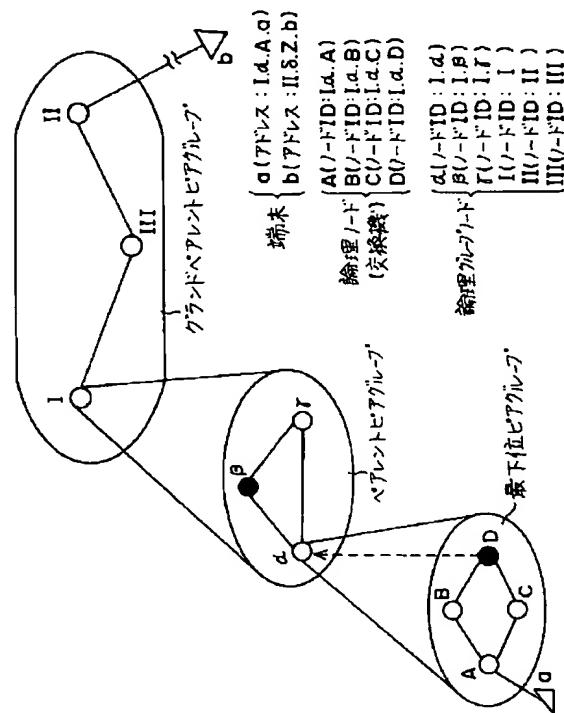 I
II
III
b
グランドペアレントピアグループ
β
γ
α
ペアレントピアグループ
A
B
C
D
a
最下位ピアグループ
端末
a(アドレス:I.α.A.a)
b(アドレス:II.δ.Z.b)
論理ノード
(交換機)
A(ノードID:I.α.A)
B(ノードID:I.α.B)
C(ノードID:I.α.C)
D(ノードID:I.α.D)
論理グループノード
α(ノードID:I.α)
β(ノードID:I.β)
γ(ノードID:I.γ)
I(ノードID: I )
II(ノードID: II )
III(ノードID: III )